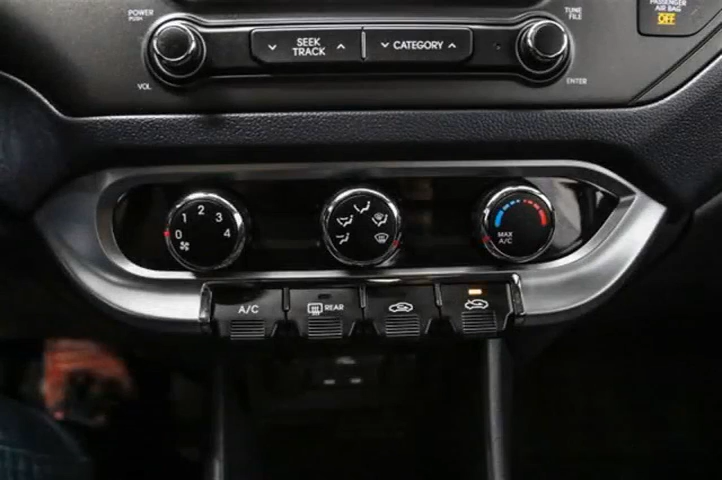 POWER
PUSH
VOL
SEEK
TRACK
CATEGORY
TUNE
FILE
ENTER
PASSENGER
AIR BAG
OFF
0 1 2 3 4
MAX
A/C
A/C
REAR